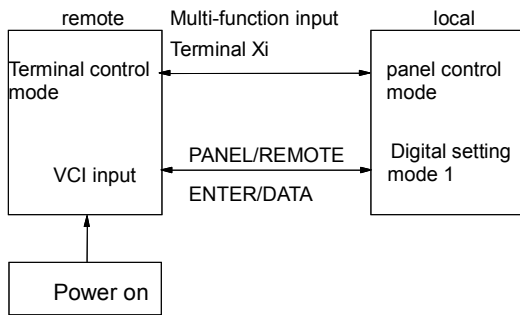 remote
Multi-function input
local
Terminal Xi
Terminal control
mode
panel control
mode
PANEL/REMOTE
Digital setting
mode 1
VCI input
ENTER/DATA
Power on